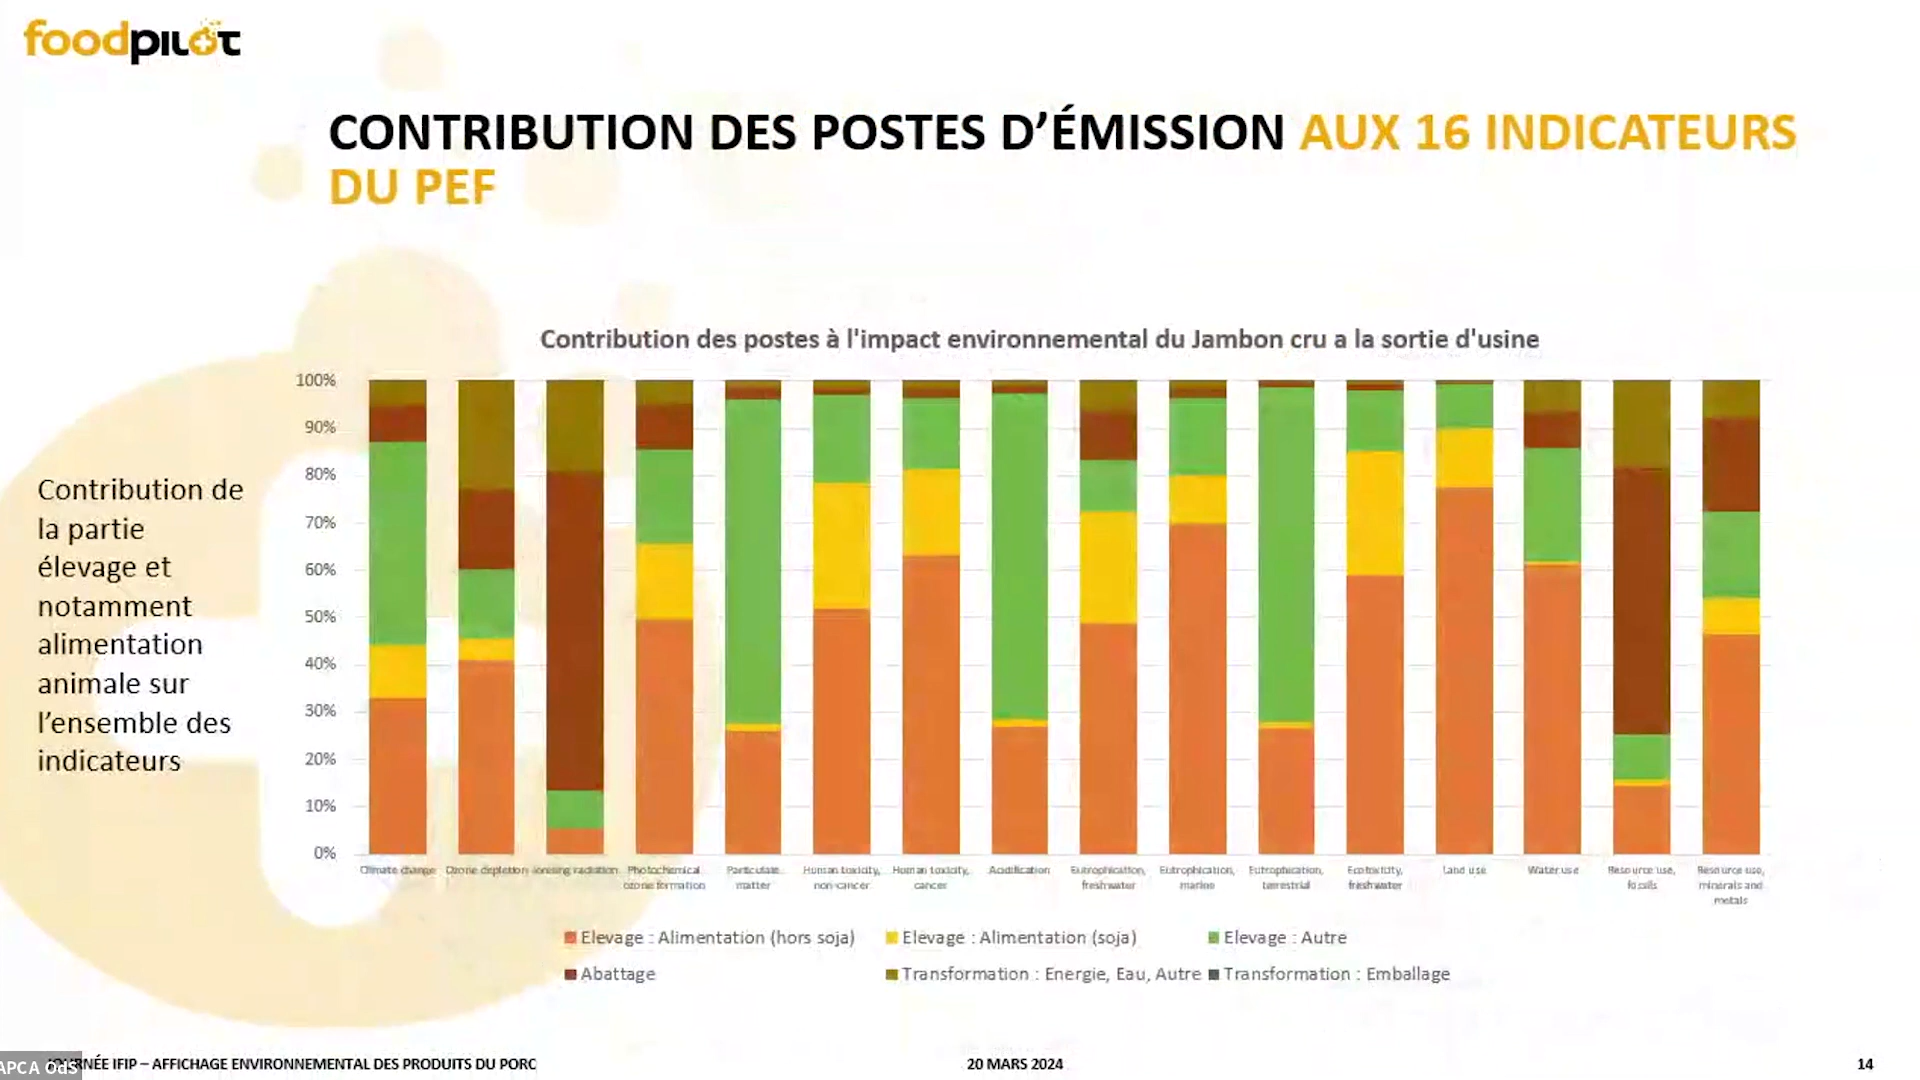 foodpilot
CONTRIBUTION DES POSTES D’ÉMISSION AUX 16 INDICATEURS
DU PEF
Contribution des postes à l'impact environnemental du Jambon cru a la sortie d'usine
Contribution de
la partie
élevage et
notamment
alimentation
animale sur
l’ensemble des
indicateurs
100%
90%
80%
70%
60%
50%
40%
30%
20%
10%
0%
Climate change
Ozone depletion
Ionising radiation
Photochemical
ozone formation
Particulate
matter
Human toxicity,
non-cancer
Human toxicity,
cancer
Acidification
Eutrophication,
freshwater
Eutrophication,
marine
Eutrophication,
terrestrial
Ecotoxicity,
freshwater
Land use
Water use
Resource use,
fossils
Resource use,
minerals and
metals
Elevage : Alimentation (hors soja)
Elevage : Alimentation (soja)
Elevage : Autre
Abattage
Transformation : Energie, Eau, Autre
Transformation : Emballage
APCA OdS
JOURNÉE IFIP – AFFICHAGE ENVIRONNEMENTAL DES PRODUITS DU PORC
20 MARS 2024
14